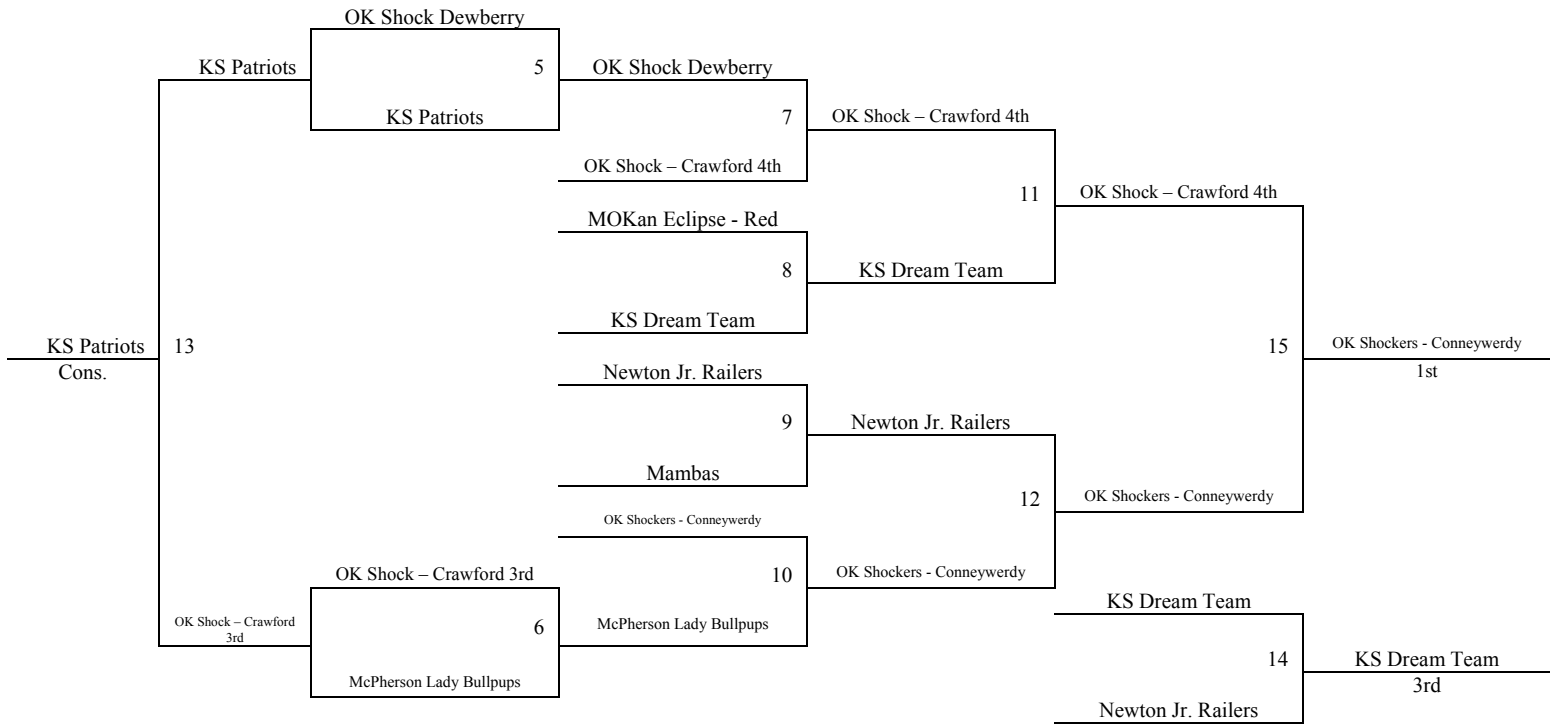 OK Shock Dewberry
KS Patriots
5
OK Shock Dewberry
KS Patriots
7
OK Shock – Crawford 4th
OK Shock – Crawford 4th
11
OK Shock – Crawford 4th
MOKan Eclipse - Red
8
KS Dream Team
KS Dream Team
KS Patriots
13
Cons.
15
OK Shockers - Conneywerdy
1st
Newton Jr. Railers
9
Newton Jr. Railers
Mambas
12
OK Shockers - Conneywerdy
OK Shockers - Conneywerdy
10
OK Shockers - Conneywerdy
OK Shock – Crawford 3rd
OK Shock – Crawford
3rd
6
McPherson Lady Bullpups
McPherson Lady Bullpups
KS Dream Team
14
KS Dream Team
3rd
Newton Jr. Railers